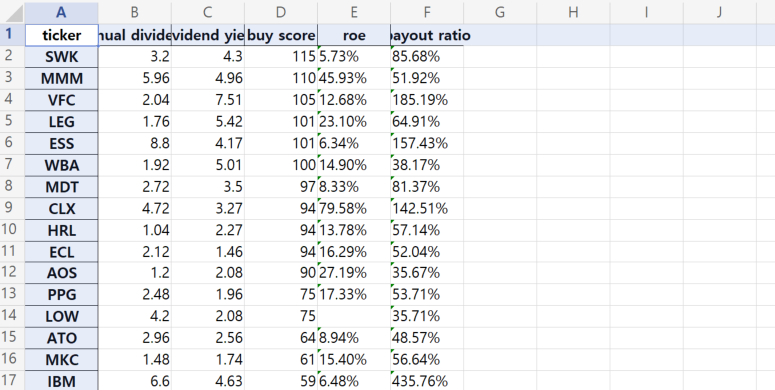 A B C D E F G H I J
1 ticker nual divide vidend yie buy score roe payout ratio
2 SWK 3.2 4.3 115 5.73% 85.68%
3 MMM 5.96 4.96 110 45.93% 51.92%
4 VFC 2.04 7.51 105 12.68% 185.19%
5 LEG 1.76 5.42 101 23.10% 64.91%
6 ESS 8.8 4.17 101 6.34% 157.43%
7 WBA 1.92 5.01 100 14.90% 38.17%
8 MDT 2.72 3.5 97 8.33% 81.37%
9 CLX 4.72 3.27 94 79.58% 142.51%
10 HRL 1.04 2.27 94 13.78% 57.14%
11 ECL 2.12 1.46 94 16.29% 52.04%
12 AOS 1.2 2.08 90 27.19% 35.67%
13 PPG 2.48 1.96 75 17.33% 53.71%
14 LOW 4.2 2.08 75 35.71%
15 ATO 2.96 2.56 64 8.94% 48.57%
16 MKC 1.48 1.74 61 15.40% 56.64%
17 IBM 6.6 4.63 59 6.48% 435.76%